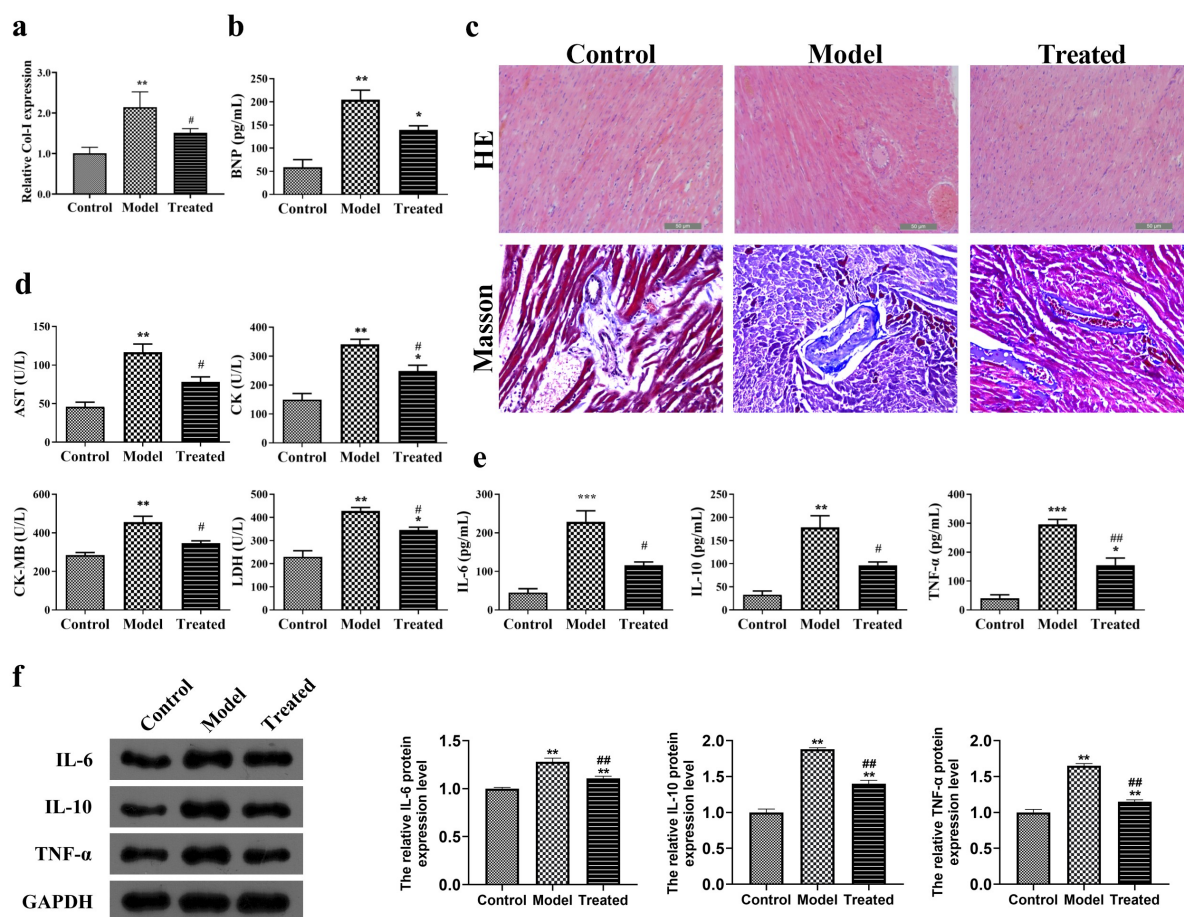 a
Relative Col-I expression
3.0
2.0
1.0
0.0
**
#
Control Model Treated
b
BNP (pg/mL)
250
200
150
100
50
0
**
*
Control Model Treated
c
Control Model Treated
HE
50 μm
50 μm
50 μm
Masson
d
AST (U/L)
150
100
50
0
**
#
Control Model Treated
CK (U/L)
400
300
200
100
0
**
#
*
Control Model Treated
CK-MB (U/L)
600
400
200
0
**
#
Control Model Treated
LDH (U/L)
500
400
300
200
100
0
**
#
*
Control Model Treated
e
IL-6 (pg/mL)
300
200
100
0
***
#
Control Model Treated
IL-10 (pg/mL)
250
200
150
100
50
0
**
#
Control Model Treated
TNF-α (pg/mL)
400
300
200
100
0
***
##
*
Control Model Treated
f
Control Model Treated
IL-6
IL-10
TNF-α
GAPDH
The relative IL-6 protein
expression level
1.5
1.0
0.5
0.0
**
##
**
Control Model Treated
The relative IL-10 protein
expression level
2.0
1.5
1.0
0.5
0.0
**
##
**
Control Model Treated
The relative TNF-α protein
expression level
2.0
1.5
1.0
0.5
0.0
**
##
**
Control Model Treated